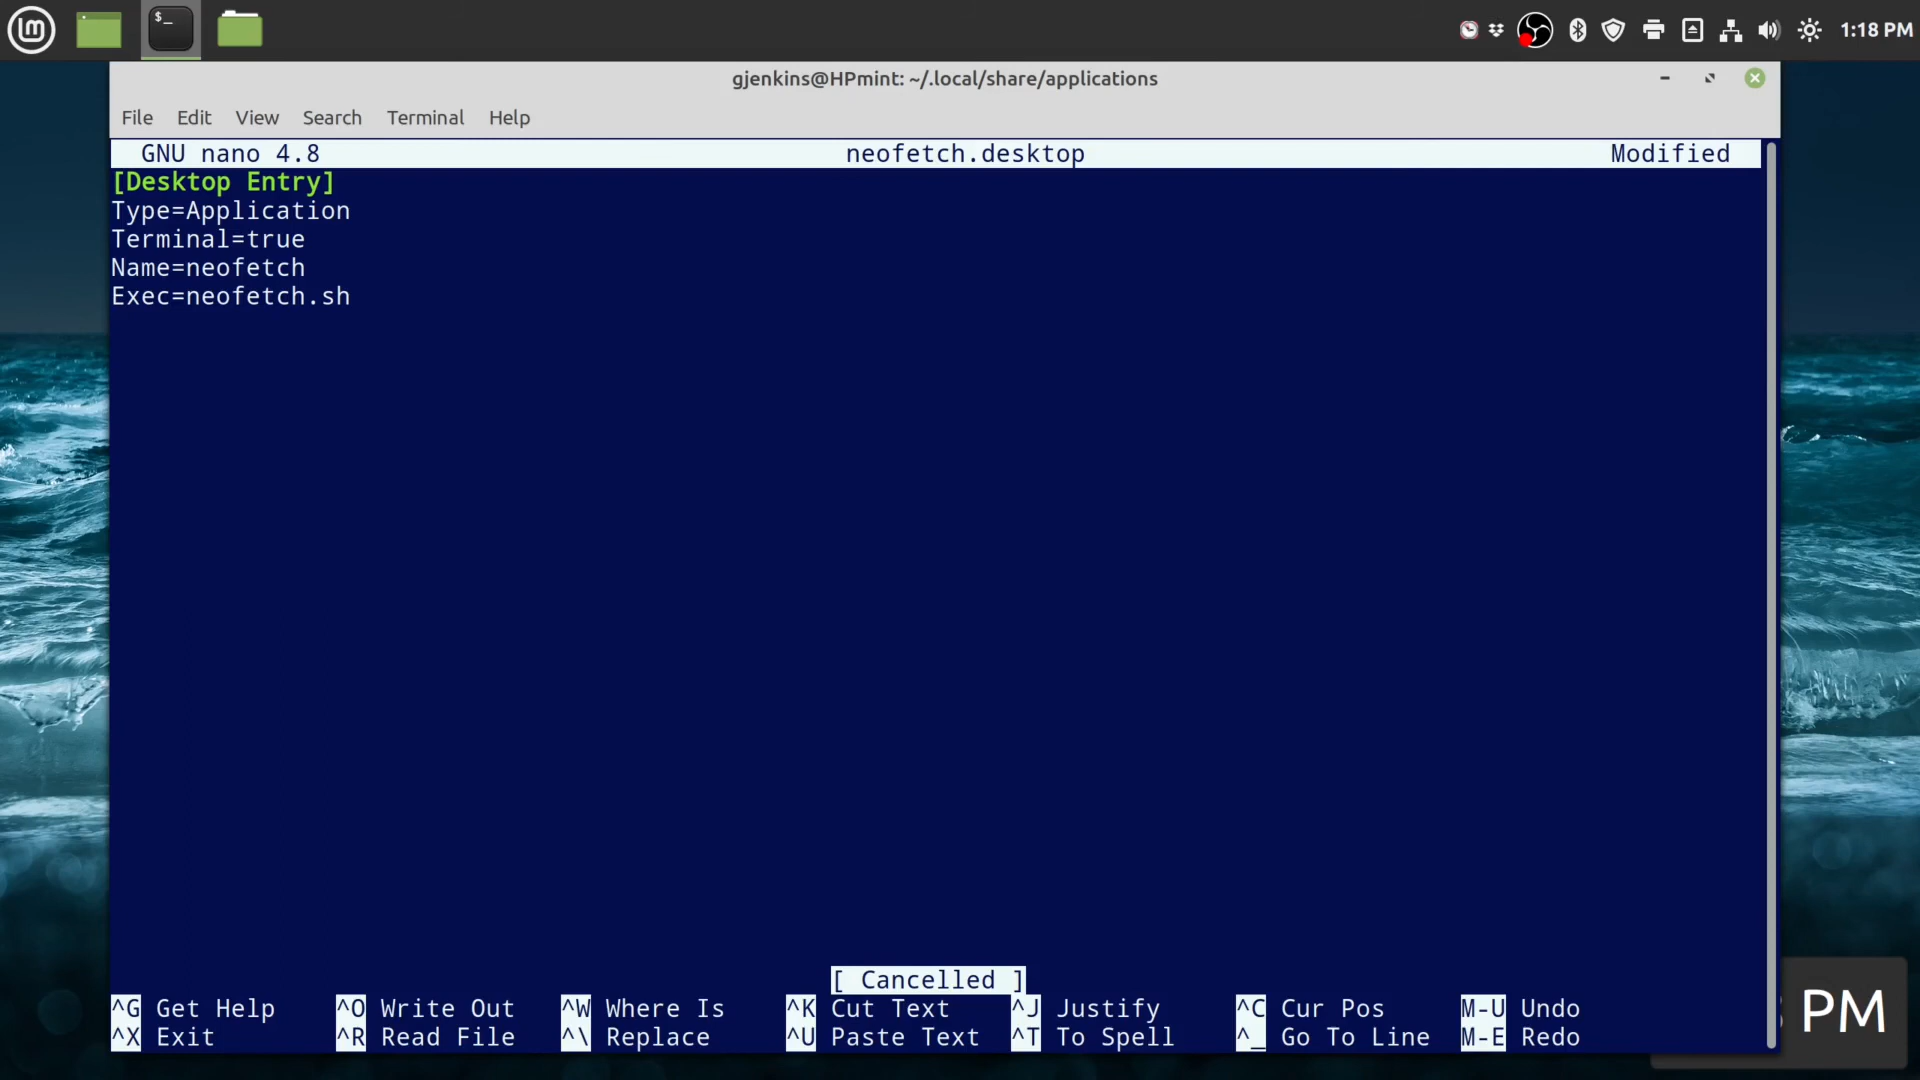 $_
1:18 PM
gjenkins@HPmint: ~/.local/share/applications
File Edit View Search Terminal Help
GNU nano 4.8 neofetch.desktop Modified
[Desktop Entry]
Type=Application
Terminal=true
Name=neofetch
Exec=neofetch.sh
[ Cancelled ]
^G Get Help ^O Write Out ^W Where Is ^K Cut Text ^J Justify ^C Cur Pos M-U Undo
^X Exit ^R Read File ^\ Replace ^U Paste Text ^T To Spell ^_ Go To Line M-E Redo
PM